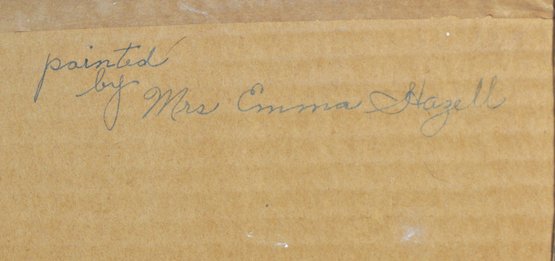 painted
by Mrs Emma Hazell